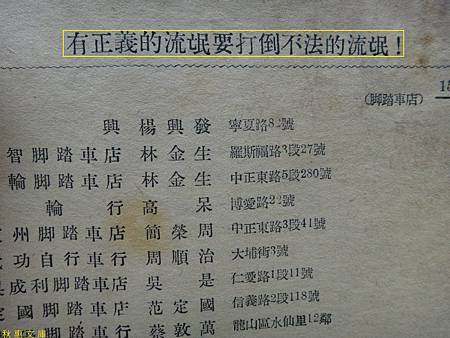 有正義的流氓要打倒不法的流氓！
(脚踏車店) 15
興 楊興發 寧夏路82號
智脚踏車店 林金生 羅斯福路3段27號
輪脚踏車店 林金生 中正東路5段280號
輪行 高呆 博愛路22號
州脚踏車店 簡榮周 中正東路3段41號
功自行車行 周順治 大埔街3號
成利脚踏車店 吳是 仁愛路1段11號
國脚踏車店 范定國 信義路2段118號
脚踏車行 蔡敦萬 龍山區水仙里12鄰
秋惠文庫